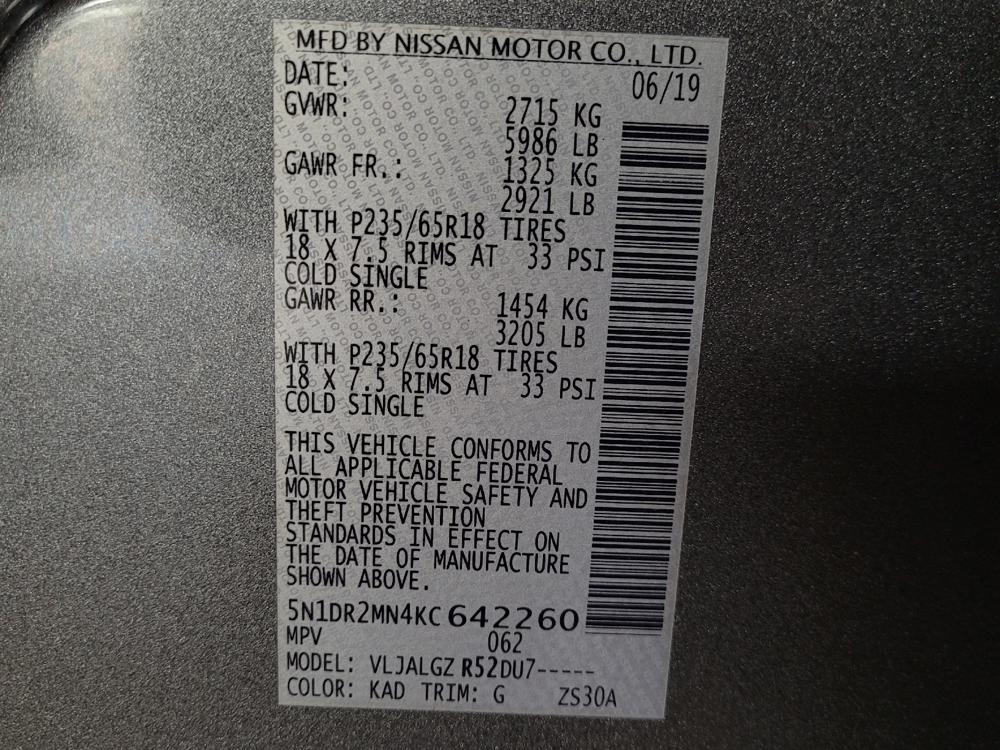 MFD BY NISSAN MOTOR CO., LTD.
DATE: 06/19
GVWR: 2715 KG
5986 LB
GAWR FR.: 1325 KG
2921 LB
WITH P235/65R18 TIRES
18 X 7.5 RIMS AT 33 PSI
COLD SINGLE
GAWR RR.: 1454 KG
3205 LB
WITH P235/65R18 TIRES
18 X 7.5 RIMS AT 33 PSI
COLD SINGLE
THIS VEHICLE CONFORMS TO
ALL APPLICABLE FEDERAL
MOTOR VEHICLE SAFETY AND
THEFT PREVENTION
STANDARDS IN EFFECT ON
THE DATE OF MANUFACTURE
SHOWN ABOVE.
5N1DR2MN4KC642260
MPV 062
MODEL: VLJALGZ R52DU7-----
COLOR: KAD TRIM: G ZS30A